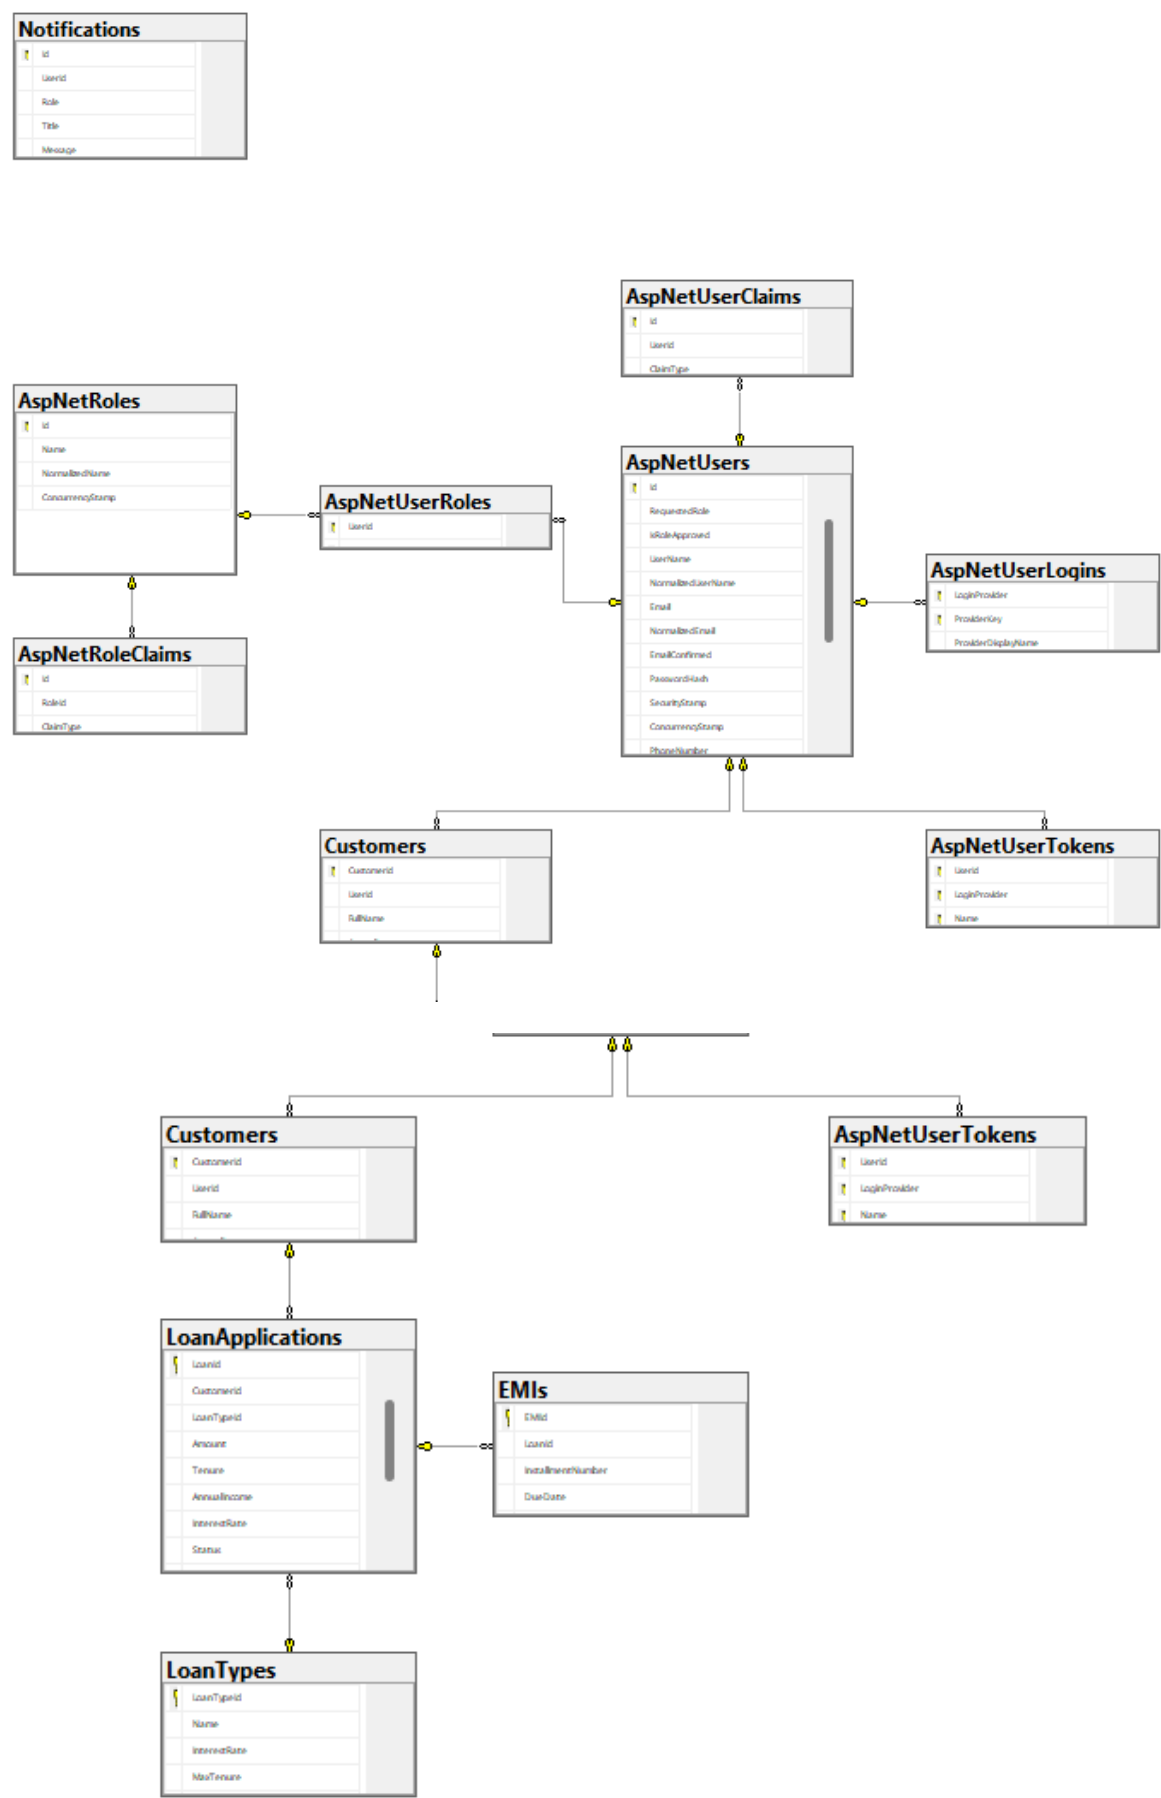 Notifications
Id
UserId
Role
Title
Message
AspNetUserClaims
Id
UserId
ClaimType
AspNetRoles
Id
Name
NormalizedName
ConcurrencyStamp
AspNetUserRoles
UserId
AspNetUsers
Id
RequestedRole
IsRoleApproved
UserName
NormalizedUserName
Email
NormalizedEmail
EmailConfirmed
PasswordHash
SecurityStamp
ConcurrencyStamp
PhoneNumber
AspNetUserLogins
LoginProvider
ProviderKey
ProviderDisplayName
AspNetRoleClaims
Id
RoleId
ClaimType
Customers
CustomerId
UserId
FullName
AspNetUserTokens
UserId
LoginProvider
Name
Customers
CustomerId
UserId
FullName
AspNetUserTokens
UserId
LoginProvider
Name
LoanApplications
LoanId
CustomerId
LoanTypeId
Amount
Tenure
AnnualIncome
InterestRate
Status
EMIs
EMIId
LoanId
InstallmentNumber
DueDate
LoanTypes
LoanTypeId
Name
InterestRate
MaxTenure